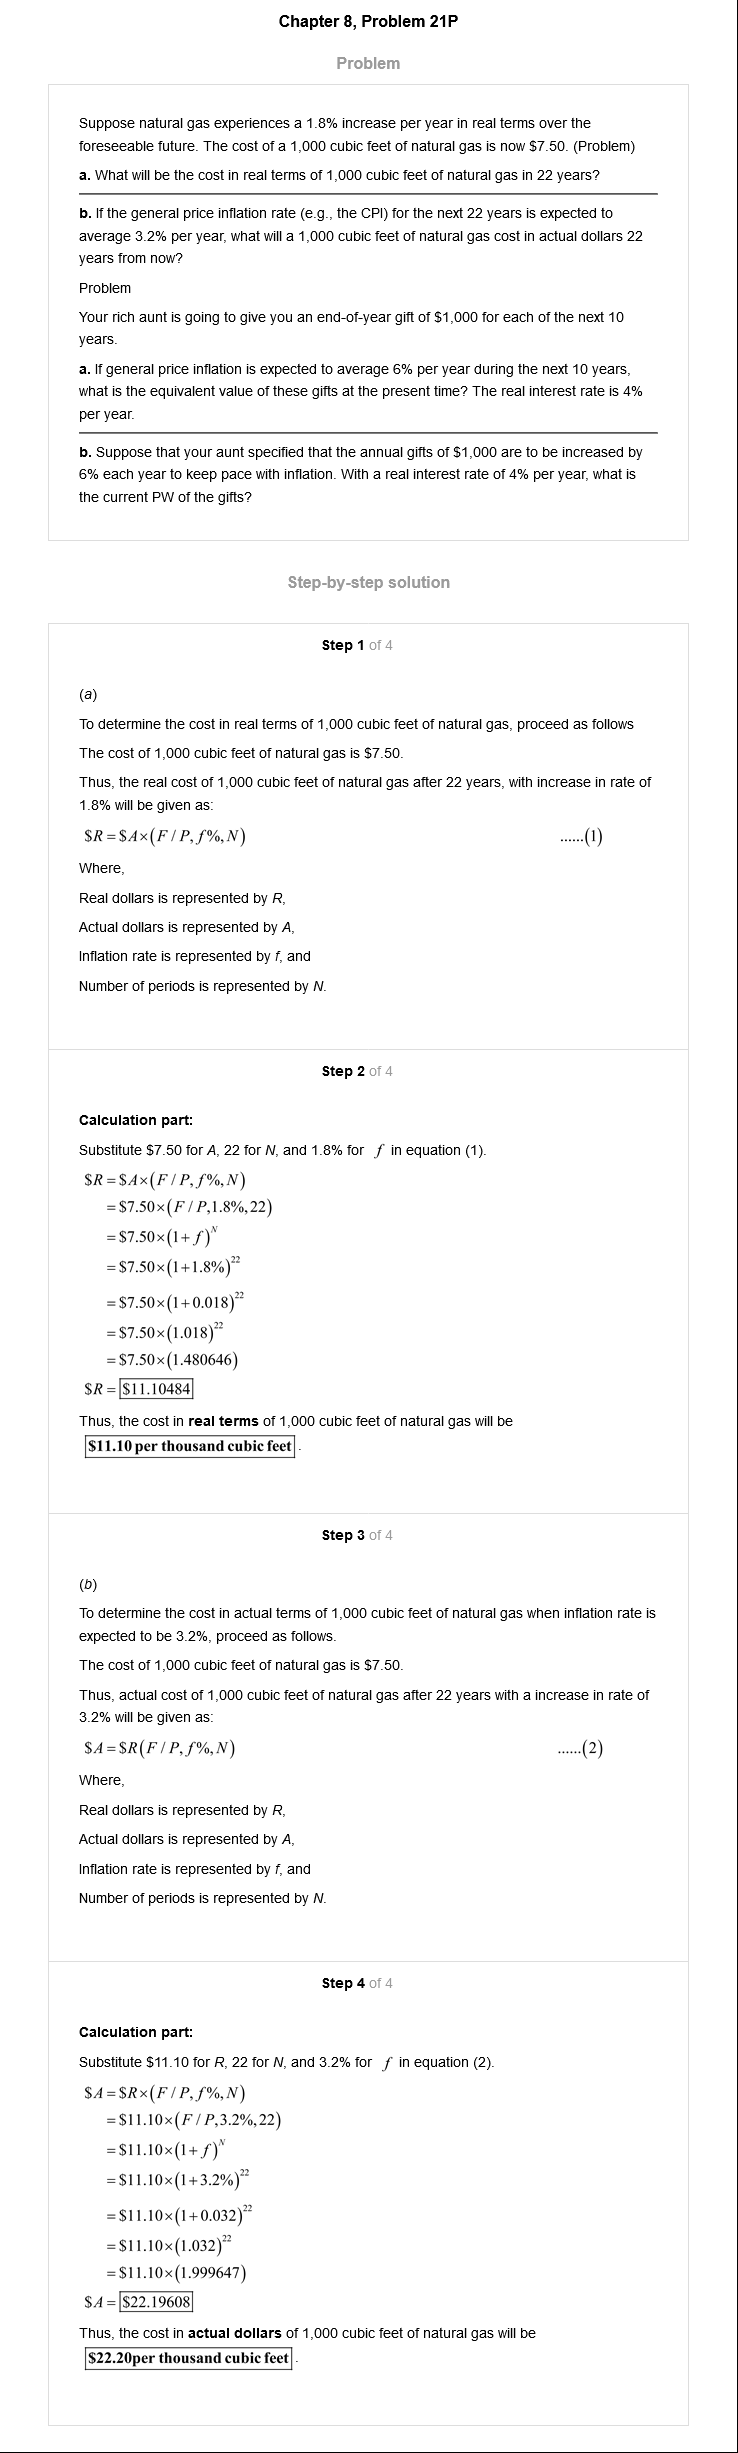 Chapter 8, Problem 21P
Problem
Suppose natural gas experiences a 1.8% increase per year in real terms over the
foreseeable future. The cost of a 1,000 cubic feet of natural gas is now $7.50. (Problem)
a. What will be the cost in real terms of 1,000 cubic feet of natural gas in 22 years?
b. If the general price inflation rate (e.g., the CPI) for the next 22 years is expected to
average 3.2% per year, what will a 1,000 cubic feet of natural gas cost in actual dollars 22
years from now?
Problem
Your rich aunt is going to give you an end-of-year gift of $1,000 for each of the next 10
years.
a. If general price inflation is expected to average 6% per year during the next 10 years,
what is the equivalent value of these gifts at the present time? The real interest rate is 4%
per year.
b. Suppose that your aunt specified that the annual gifts of $1,000 are to be increased by
6% each year to keep pace with inflation. With a real interest rate of 4% per year, what is
the current PW of the gifts?
Step-by-step solution
Step 1 of 4
(a)
To determine the cost in real terms of 1,000 cubic feet of natural gas, proceed as follows
The cost of 1,000 cubic feet of natural gas is $7.50.
Thus, the real cost of 1,000 cubic feet of natural gas after 22 years, with increase in rate of
1.8% will be given as:
$R = $A×(F / P, f%, N) ......(1)
Where,
Real dollars is represented by R,
Actual dollars is represented by A,
Inflation rate is represented by f, and
Number of periods is represented by N.
Step 2 of 4
Calculation part:
Substitute $7.50 for A, 22 for N, and 1.8% for f in equation (1).
$R = $A×(F / P, f%, N)
= $7.50×(F / P,1.8%, 22)
= $7.50×(1+ f)^N
= $7.50×(1+1.8%)^22
= $7.50×(1+0.018)^22
= $7.50×(1.018)^22
= $7.50×(1.480646)
$R = $11.10484
Thus, the cost in real terms of 1,000 cubic feet of natural gas will be
$11.10 per thousand cubic feet.
Step 3 of 4
(b)
To determine the cost in actual terms of 1,000 cubic feet of natural gas when inflation rate is
expected to be 3.2%, proceed as follows.
The cost of 1,000 cubic feet of natural gas is $7.50.
Thus, actual cost of 1,000 cubic feet of natural gas after 22 years with a increase in rate of
3.2% will be given as:
$A = $R(F / P, f%, N) ......(2)
Where,
Real dollars is represented by R,
Actual dollars is represented by A,
Inflation rate is represented by f, and
Number of periods is represented by N.
Step 4 of 4
Calculation part:
Substitute $11.10 for R, 22 for N, and 3.2% for f in equation (2).
$A = $R×(F / P, f%, N)
= $11.10×(F / P,3.2%, 22)
= $11.10×(1+ f)^N
= $11.10×(1+3.2%)^22
= $11.10×(1+0.032)^22
= $11.10×(1.032)^22
= $11.10×(1.999647)
$A = $22.19608
Thus, the cost in actual dollars of 1,000 cubic feet of natural gas will be
$22.20per thousand cubic feet.